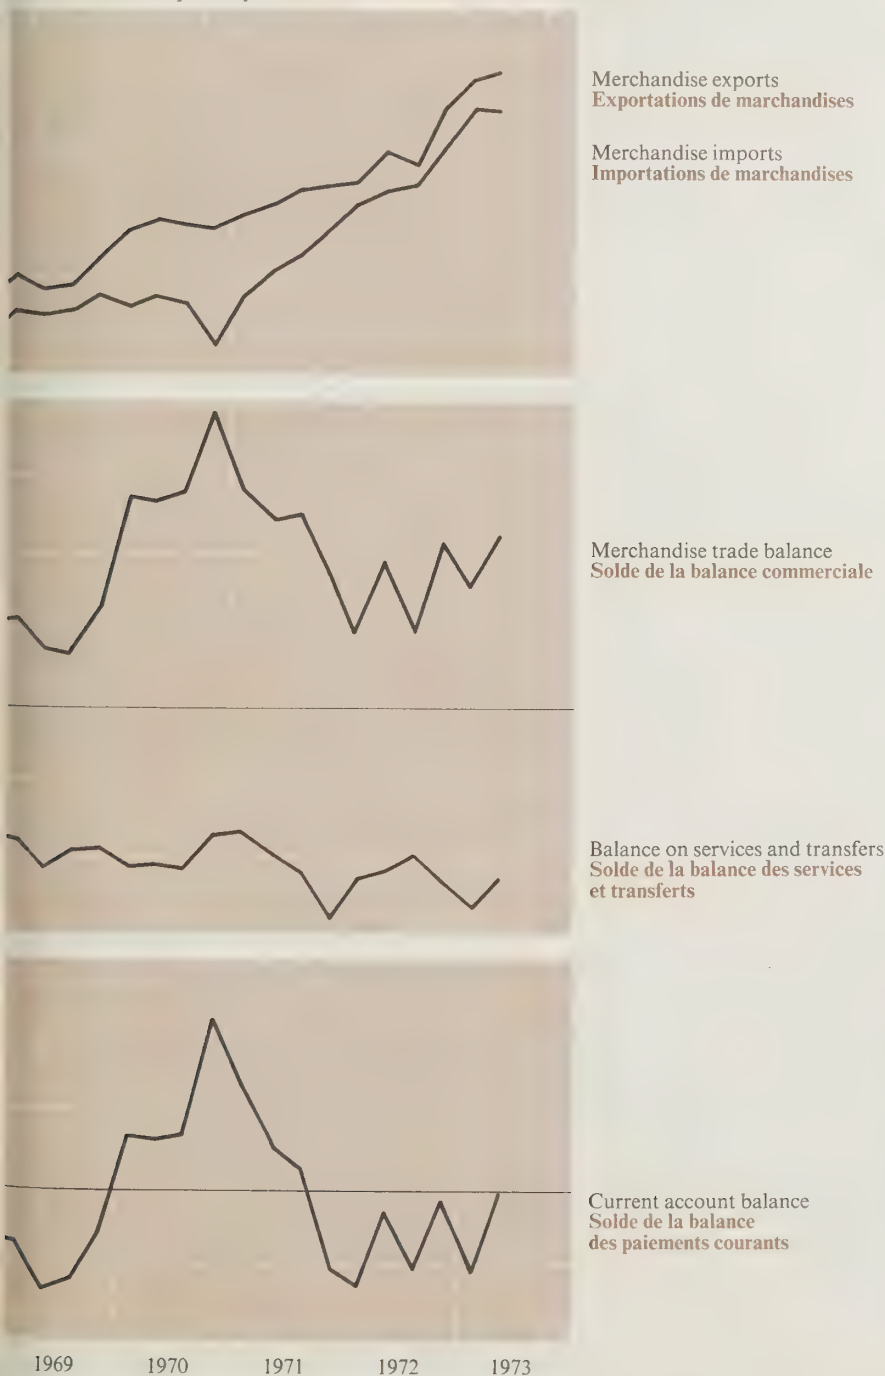 Merchandise exports
Exportations de marchandises
Merchandise imports
Importations de marchandises
Merchandise trade balance
Solde de la balance commerciale
Balance on services and transfers
Solde de la balance des services
et transferts
Current account balance
Solde de la balance
des paiements courants
1969 1970 1971 1972 1973